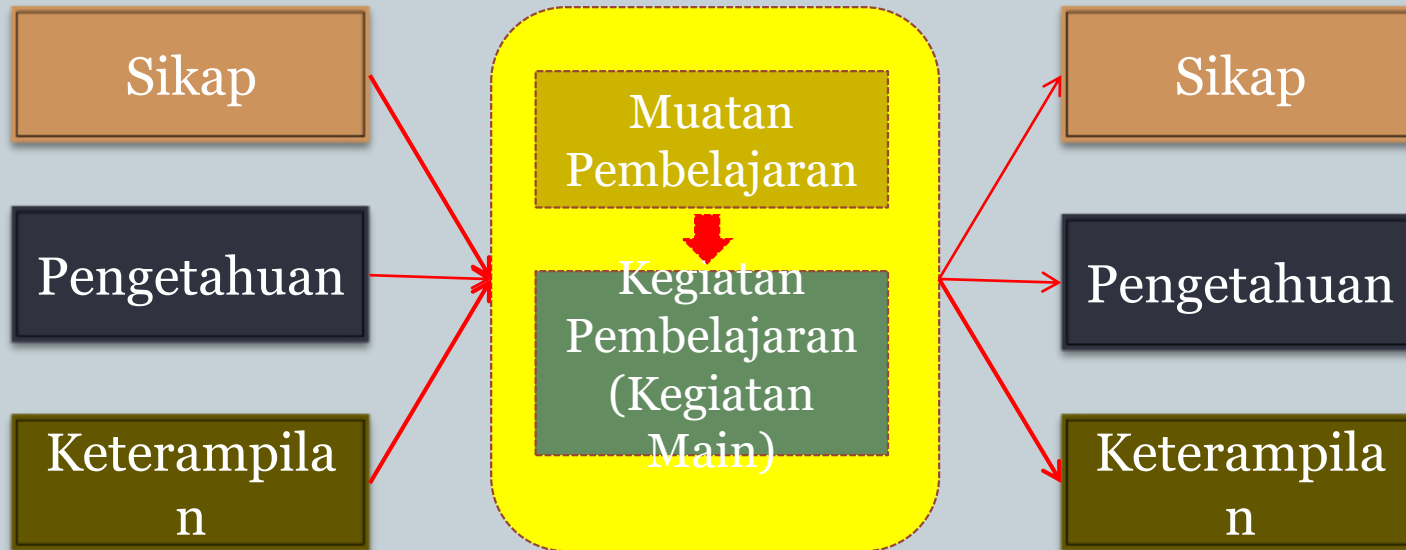 Sikap
Pengetahuan
Keterampila
n
Muatan
Pembelajaran
Kegiatan
Pembelajaran
(Kegiatan
Main)
Sikap
Pengetahuan
Keterampila
n